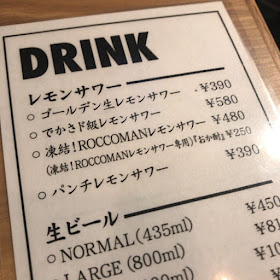 DRINK
レモンサワー
○ ゴールデン生レモンサワー ¥390
○ でかさド級レモンサワー ¥580
○ 凍結!ROCCOMANレモンサワー ¥480
(凍結!ROCCOMANレモンサワー専用)「おか酎」¥250
○ パンチレモンサワー ¥390
生ビール
○ NORMAL (435ml) ¥450
○ LARGE (800ml)